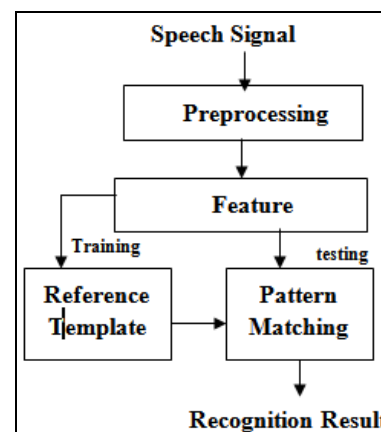 Speech Signal
Preprocessing
Feature
Training
testing
Reference
Template
Pattern
Matching
Recognition Result